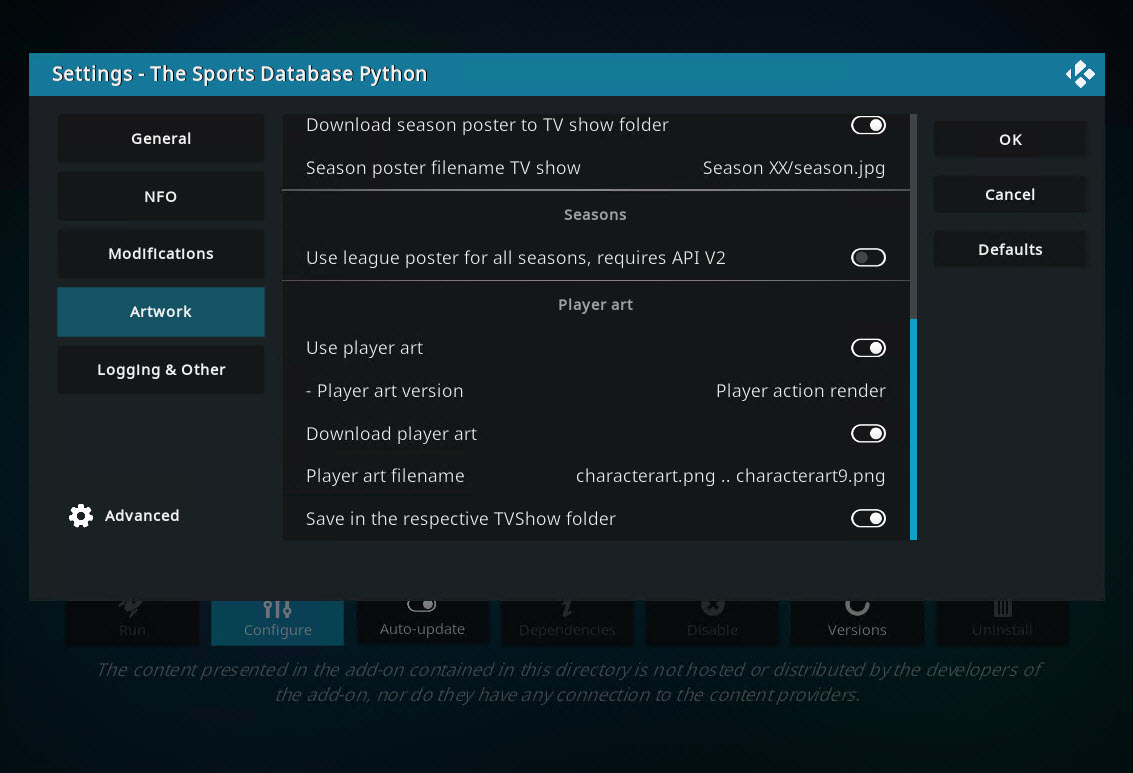 Settings - The Sports Database Python
General
NFO
Modifications
Artwork
Logging & Other
Advanced
Download season poster to TV show folder
Season poster filename TV show Season XX/season.jpg
Seasons
Use league poster for all seasons, requires API V2
Player art
Use player art
- Player art version Player action render
Download player art
Player art filename characterart.png .. characterart9.png
Save in the respective TVShow folder
OK
Cancel
Defaults
Run Configure Auto-update Dependencies Disable Versions Uninstall
The content presented in the add-on contained in this directory is not hosted or distributed by the developers of
the add-on, nor do they have any connection to the content providers.